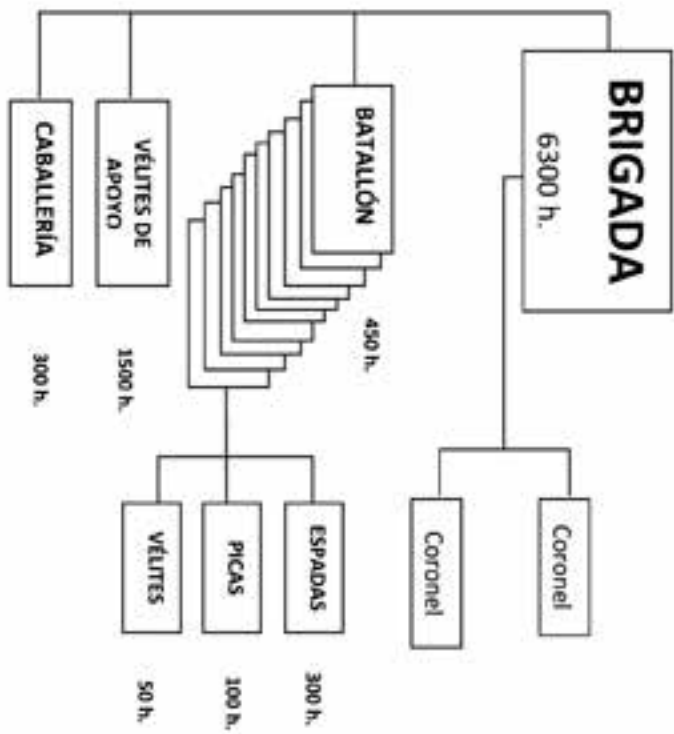 BRIGADA
6300 h.
Coronel
Coronel
BATALLÓN
450 h.
ESPADAS
300 h.
PICAS
100 h.
VÉLITES
50 h.
VÉLITES DE
APOYO
1500 h.
CABALLERÍA
300 h.